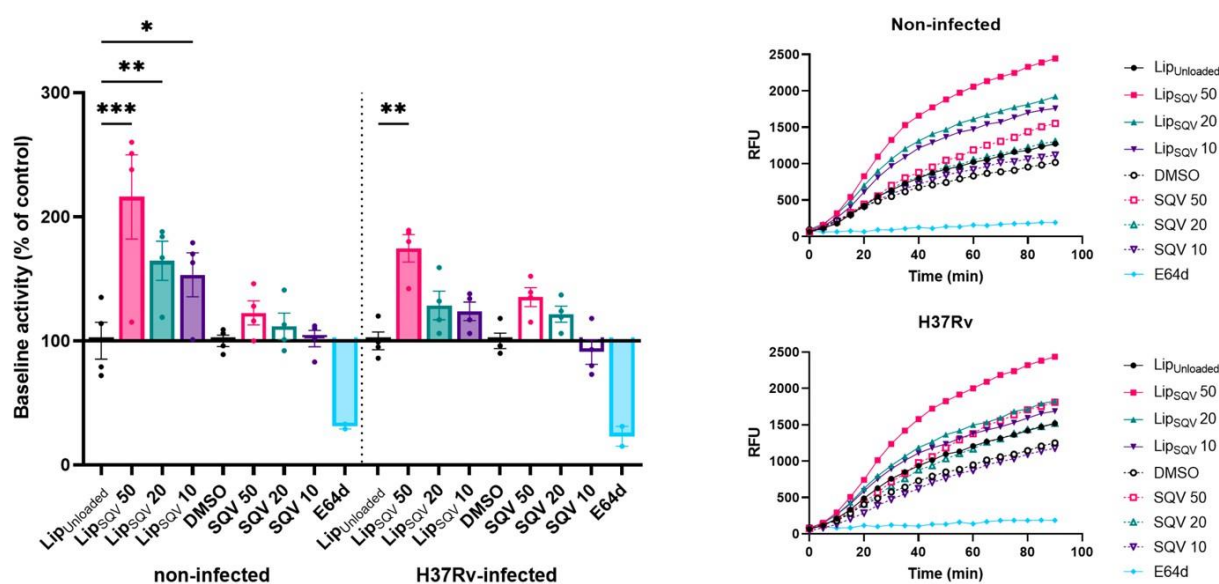 *
**
***
**
Baseline activity (% of control)
300
200
100
0
LipUnloaded
LipSQV 50
LipSQV 20
LipSQV 10
DMSO
SQV 50
SQV 20
SQV 10
E64d
LipUnloaded
LipSQV 50
LipSQV 20
LipSQV 10
DMSO
SQV 50
SQV 20
SQV 10
E64d
non-infected
H37Rv-infected
Non-infected
RFU
2500
2000
1500
1000
500
0
0 20 40 60 80 100
Time (min)
LipUnloaded
LipSQV 50
LipSQV 20
LipSQV 10
DMSO
SQV 50
SQV 20
SQV 10
E64d
H37Rv
RFU
2500
2000
1500
1000
500
0
0 20 40 60 80 100
Time (min)
LipUnloaded
LipSQV 50
LipSQV 20
LipSQV 10
DMSO
SQV 50
SQV 20
SQV 10
E64d